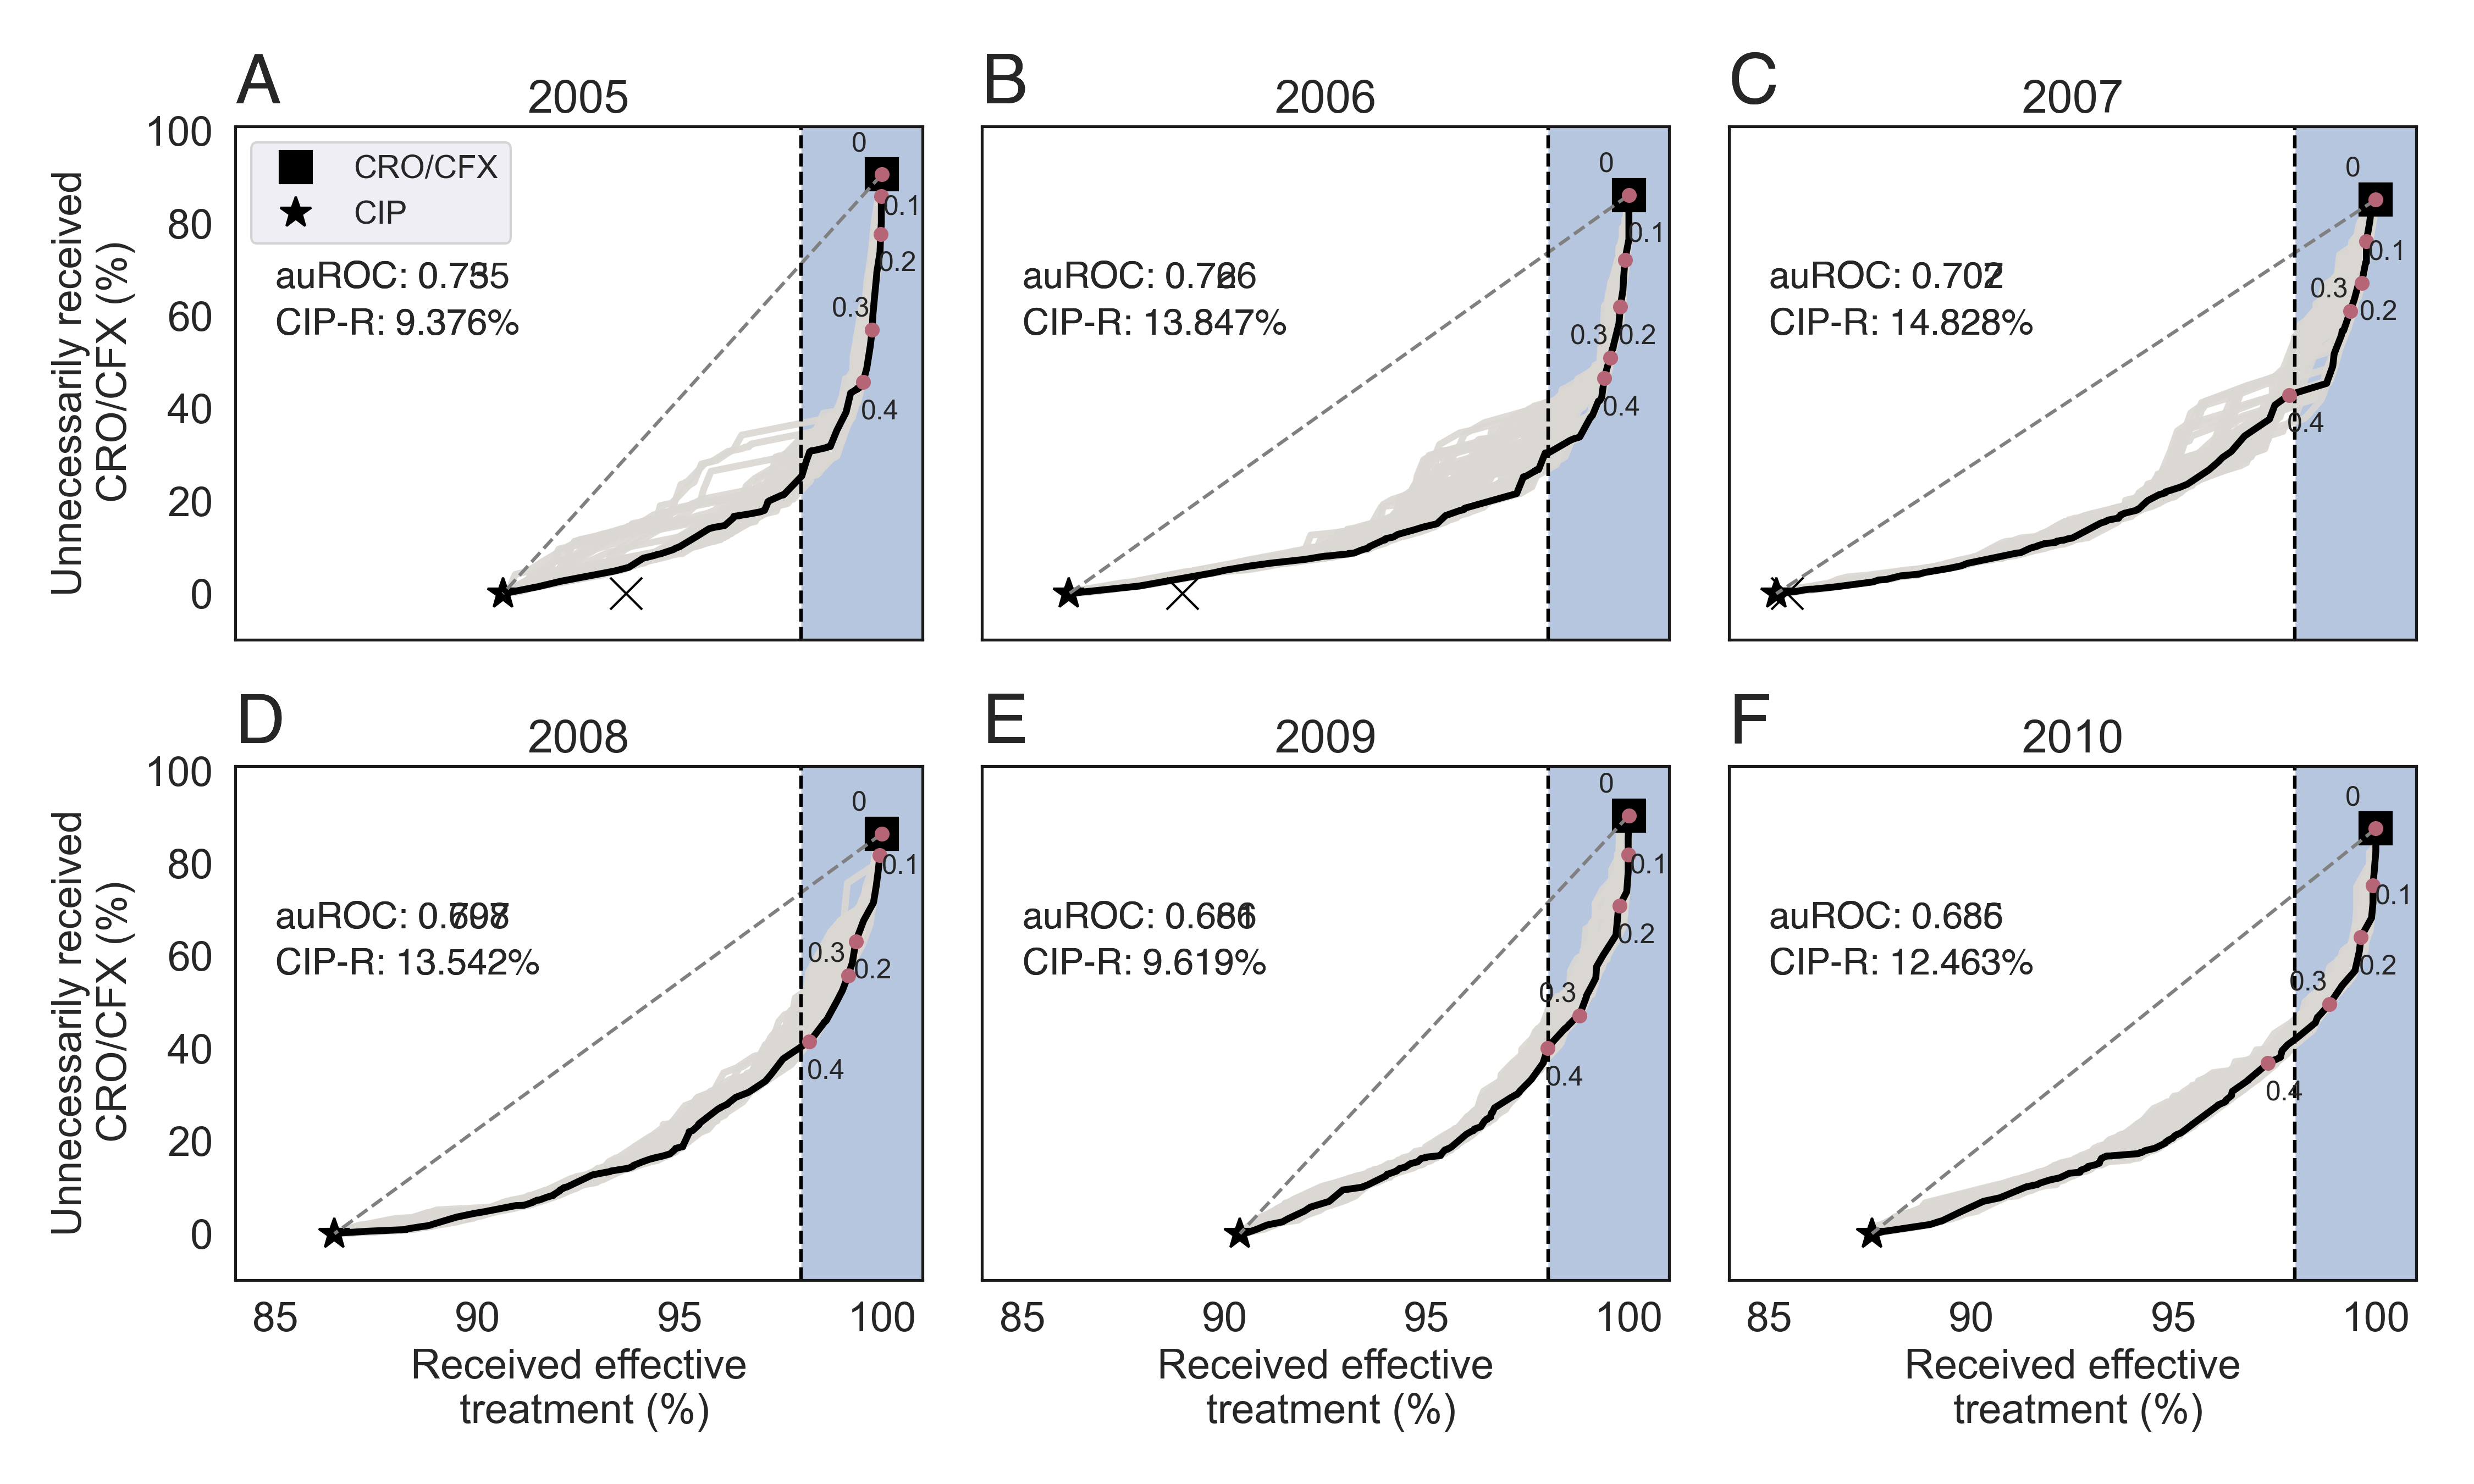 A
2005
B
2006
C
2007
Unnecessarily received
CRO/CFX (%)
100
80
60
40
20
0
CRO/CFX
CIP
auROC:
CIP-R: 9.376%
0
0.1
0.2
0.3
0.4
auROC:
CIP-R: 13.847%
0
0.1
0.3
0.2
0.4
auROC:
CIP-R: 14.828%
0
0.1
0.3
0.2
0.4
D
2008
E
2009
F
2010
Unnecessarily received
CRO/CFX (%)
100
80
60
40
20
0
auROC:
CIP-R: 13.542%
0
0.1
0.3
0.2
0.4
auROC:
CIP-R: 9.619%
0
0.1
0.2
0.3
0.4
auROC:
CIP-R: 12.463%
0
0.1
0.2
0.3
0.4
85
90
95
100
85
90
95
100
85
90
95
100
Received effective
treatment (%)
Received effective
treatment (%)
Received effective
treatment (%)